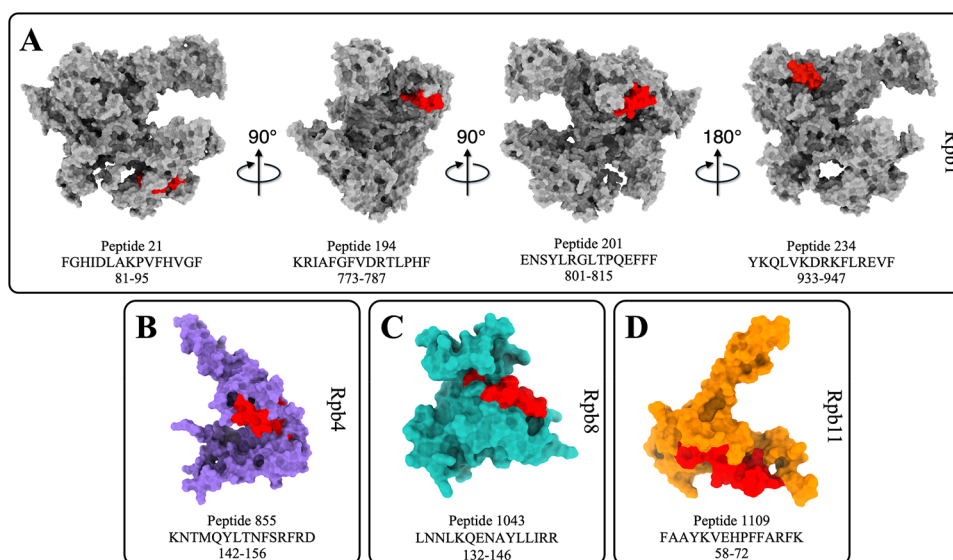 A
90°
90°
180°
Rpb1
Peptide 21
FGHIDLAKPVFHVGF
81-95
Peptide 194
KRIAFGFVDRTLPHF
773-787
Peptide 201
ENSYLRGLTPQEFFF
801-815
Peptide 234
YKQLVKDRKFLREVF
933-947
B
Rpb4
Peptide 855
KNTMQYLTNFSRFRD
142-156
C
Rpb8
Peptide 1043
LNNLKQENAYLLIRR
132-146
D
Rpb11
Peptide 1109
FAAYKVEHPFFARFK
58-72